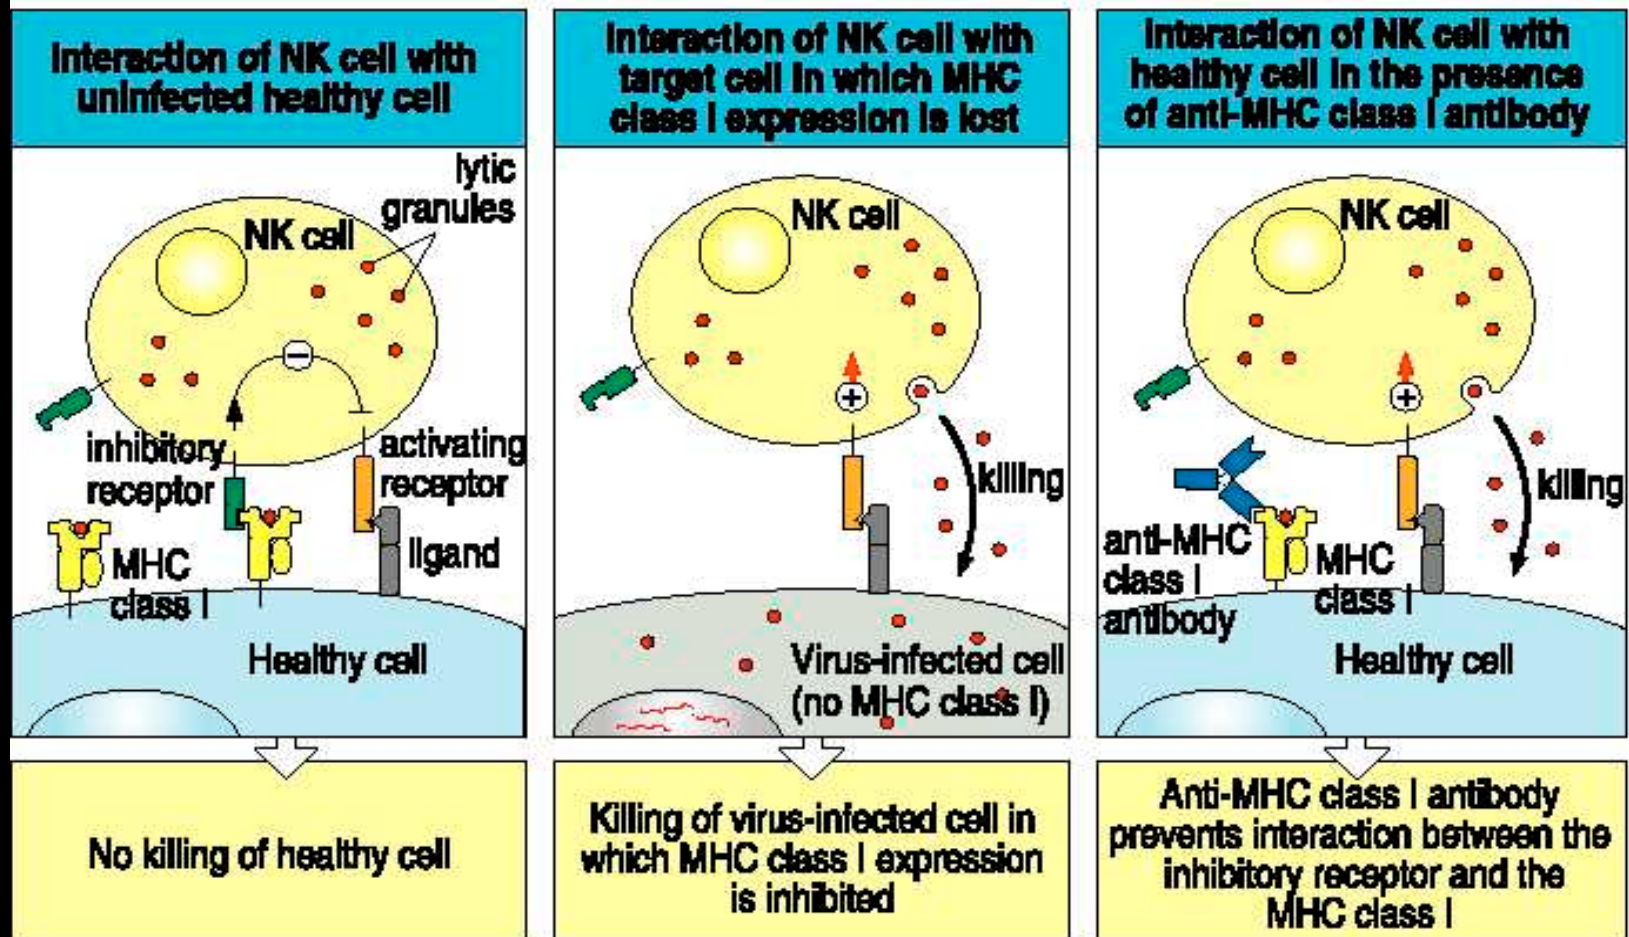 Interaction of NK cell with
uninfected healthy cell
lytic
granules
NK cell
−
inhibitory
receptor
activating
receptor
MHC
class I
ligand
Healthy cell
No killing of healthy cell
Interaction of NK cell with
target cell in which MHC
class I expression is lost
NK cell
+
killing
Virus-infected cell
(no MHC class I)
Killing of virus-infected cell in
which MHC class I expression
is inhibited
Interaction of NK cell with
healthy cell in the presence
of anti-MHC class I antibody
NK cell
+
killing
anti-MHC
class I
antibody
MHC
class I
Healthy cell
Anti-MHC class I antibody
prevents interaction between the
inhibitory receptor and the
MHC class I